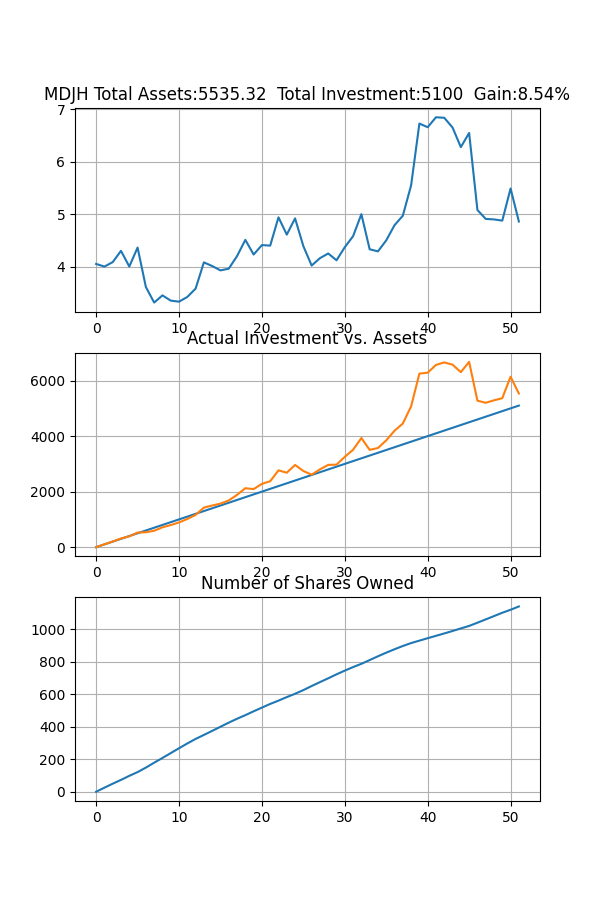 MDJH Total Assets:5535.32  Total Investment:5100  Gain:8.54%
7
6
5
4
0 10 20 30 40 50
Actual Investment vs. Assets
6000
4000
2000
0
0 10 20 30 40 50
Number of Shares Owned
1000
800
600
400
200
0
0 10 20 30 40 50